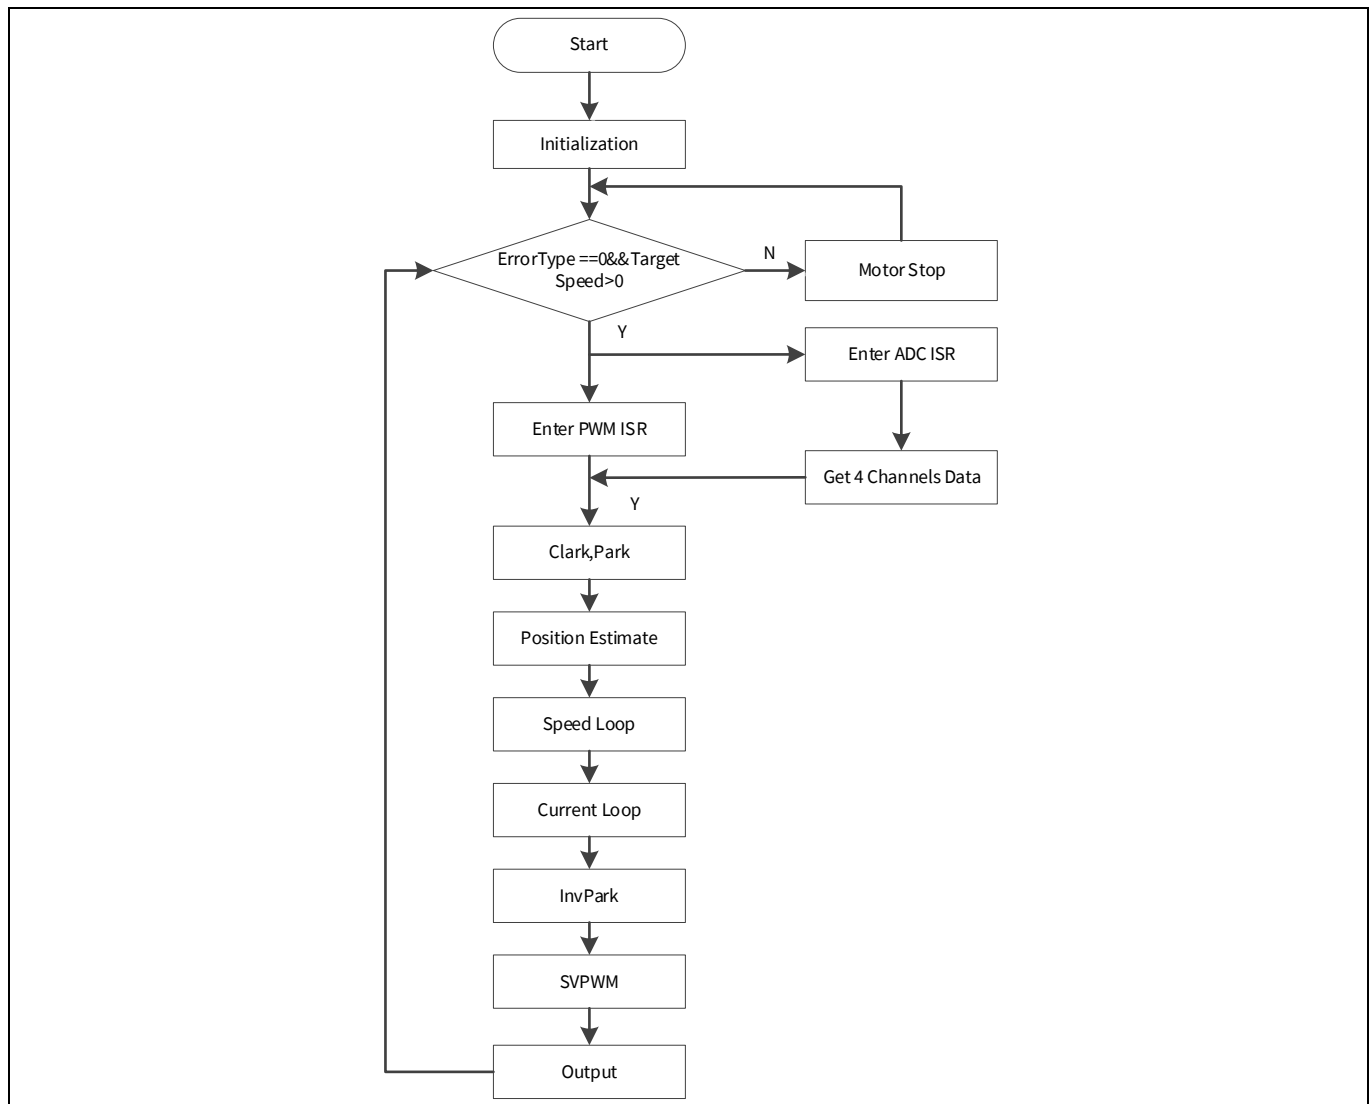 Start
Initialization
ErrorType ==0&&Target
Speed>0
N
Motor Stop
Y
Enter ADC ISR
Enter PWM ISR
Get 4 Channels Data
Y
Clark,Park
Position Estimate
Speed Loop
Current Loop
InvPark
SVPWM
Output